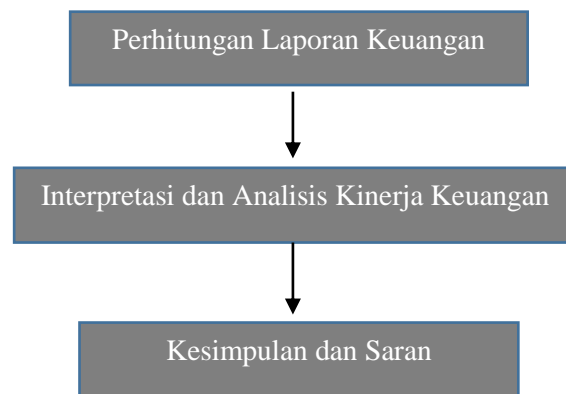 Perhitungan Laporan Keuangan
Interpretasi dan Analisis Kinerja Keuangan
Kesimpulan dan Saran